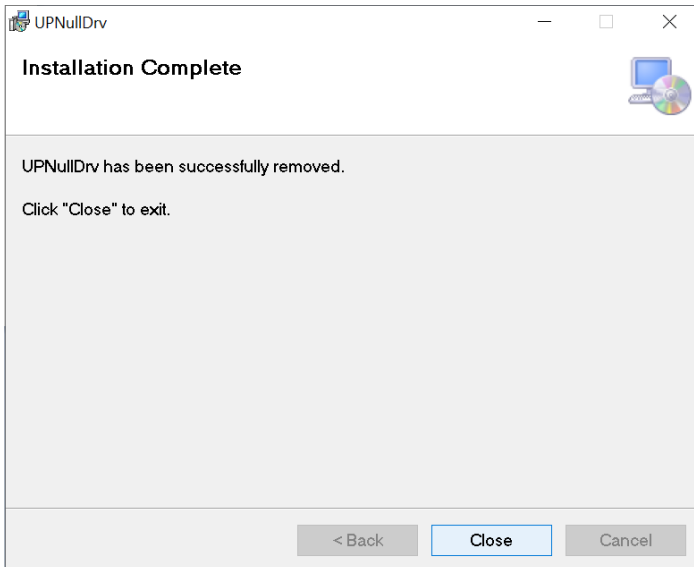 UPNullDrv
Installation Complete
UPNullDrv has been successfully removed.
Click "Close" to exit.
< Back
Close
Cancel